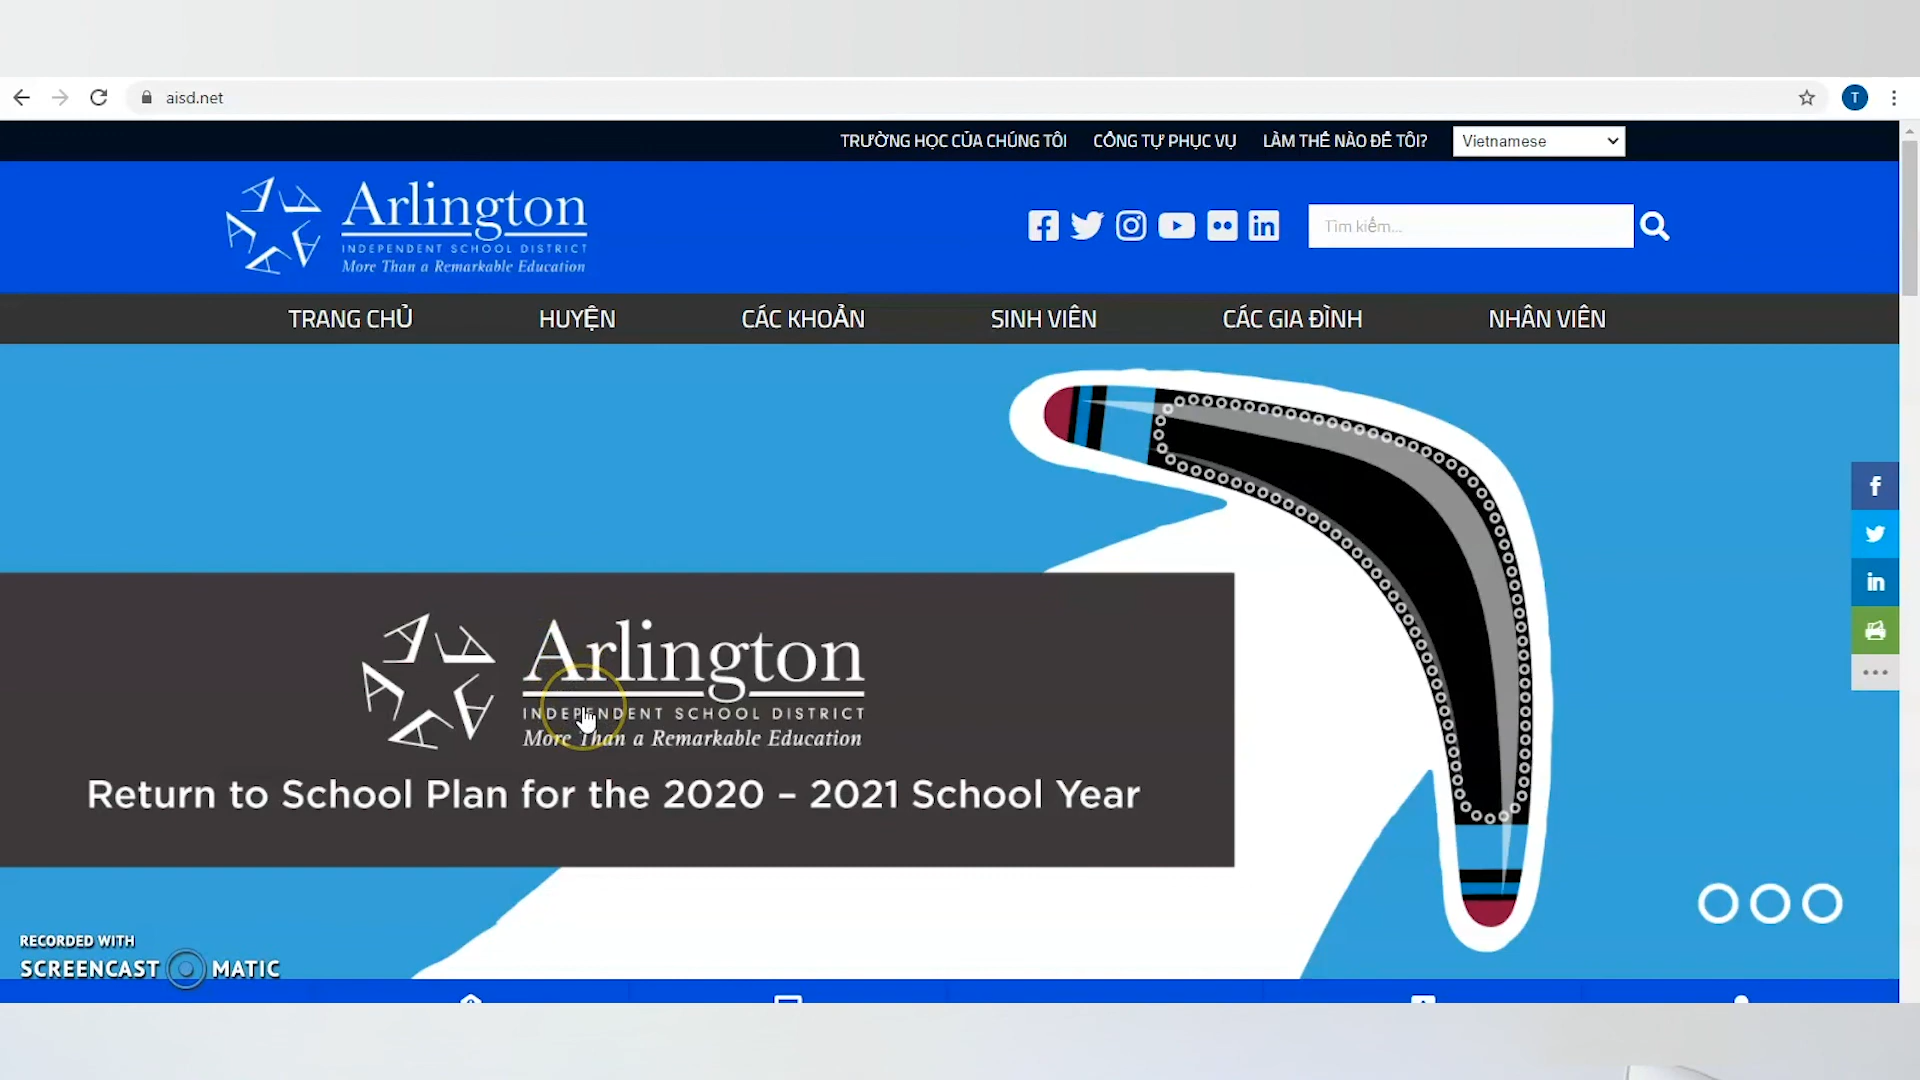 aisd.net
T
TRƯỜNG HỌC CỦA CHÚNG TÔI CỔNG TỰ PHỤC VỤ LÀM THẾ NÀO ĐỂ TÔI? Vietnamese
Arlington
INDEPENDENT SCHOOL DISTRICT
More Than a Remarkable Education
Tìm kiếm...
TRANG CHỦ HUYỆN CÁC KHOẢN SINH VIÊN CÁC GIA ĐÌNH NHÂN VIÊN
Arlington
INDEPENDENT SCHOOL DISTRICT
More Than a Remarkable Education
Return to School Plan for the 2020 – 2021 School Year
RECORDED WITH
SCREENCAST MATIC